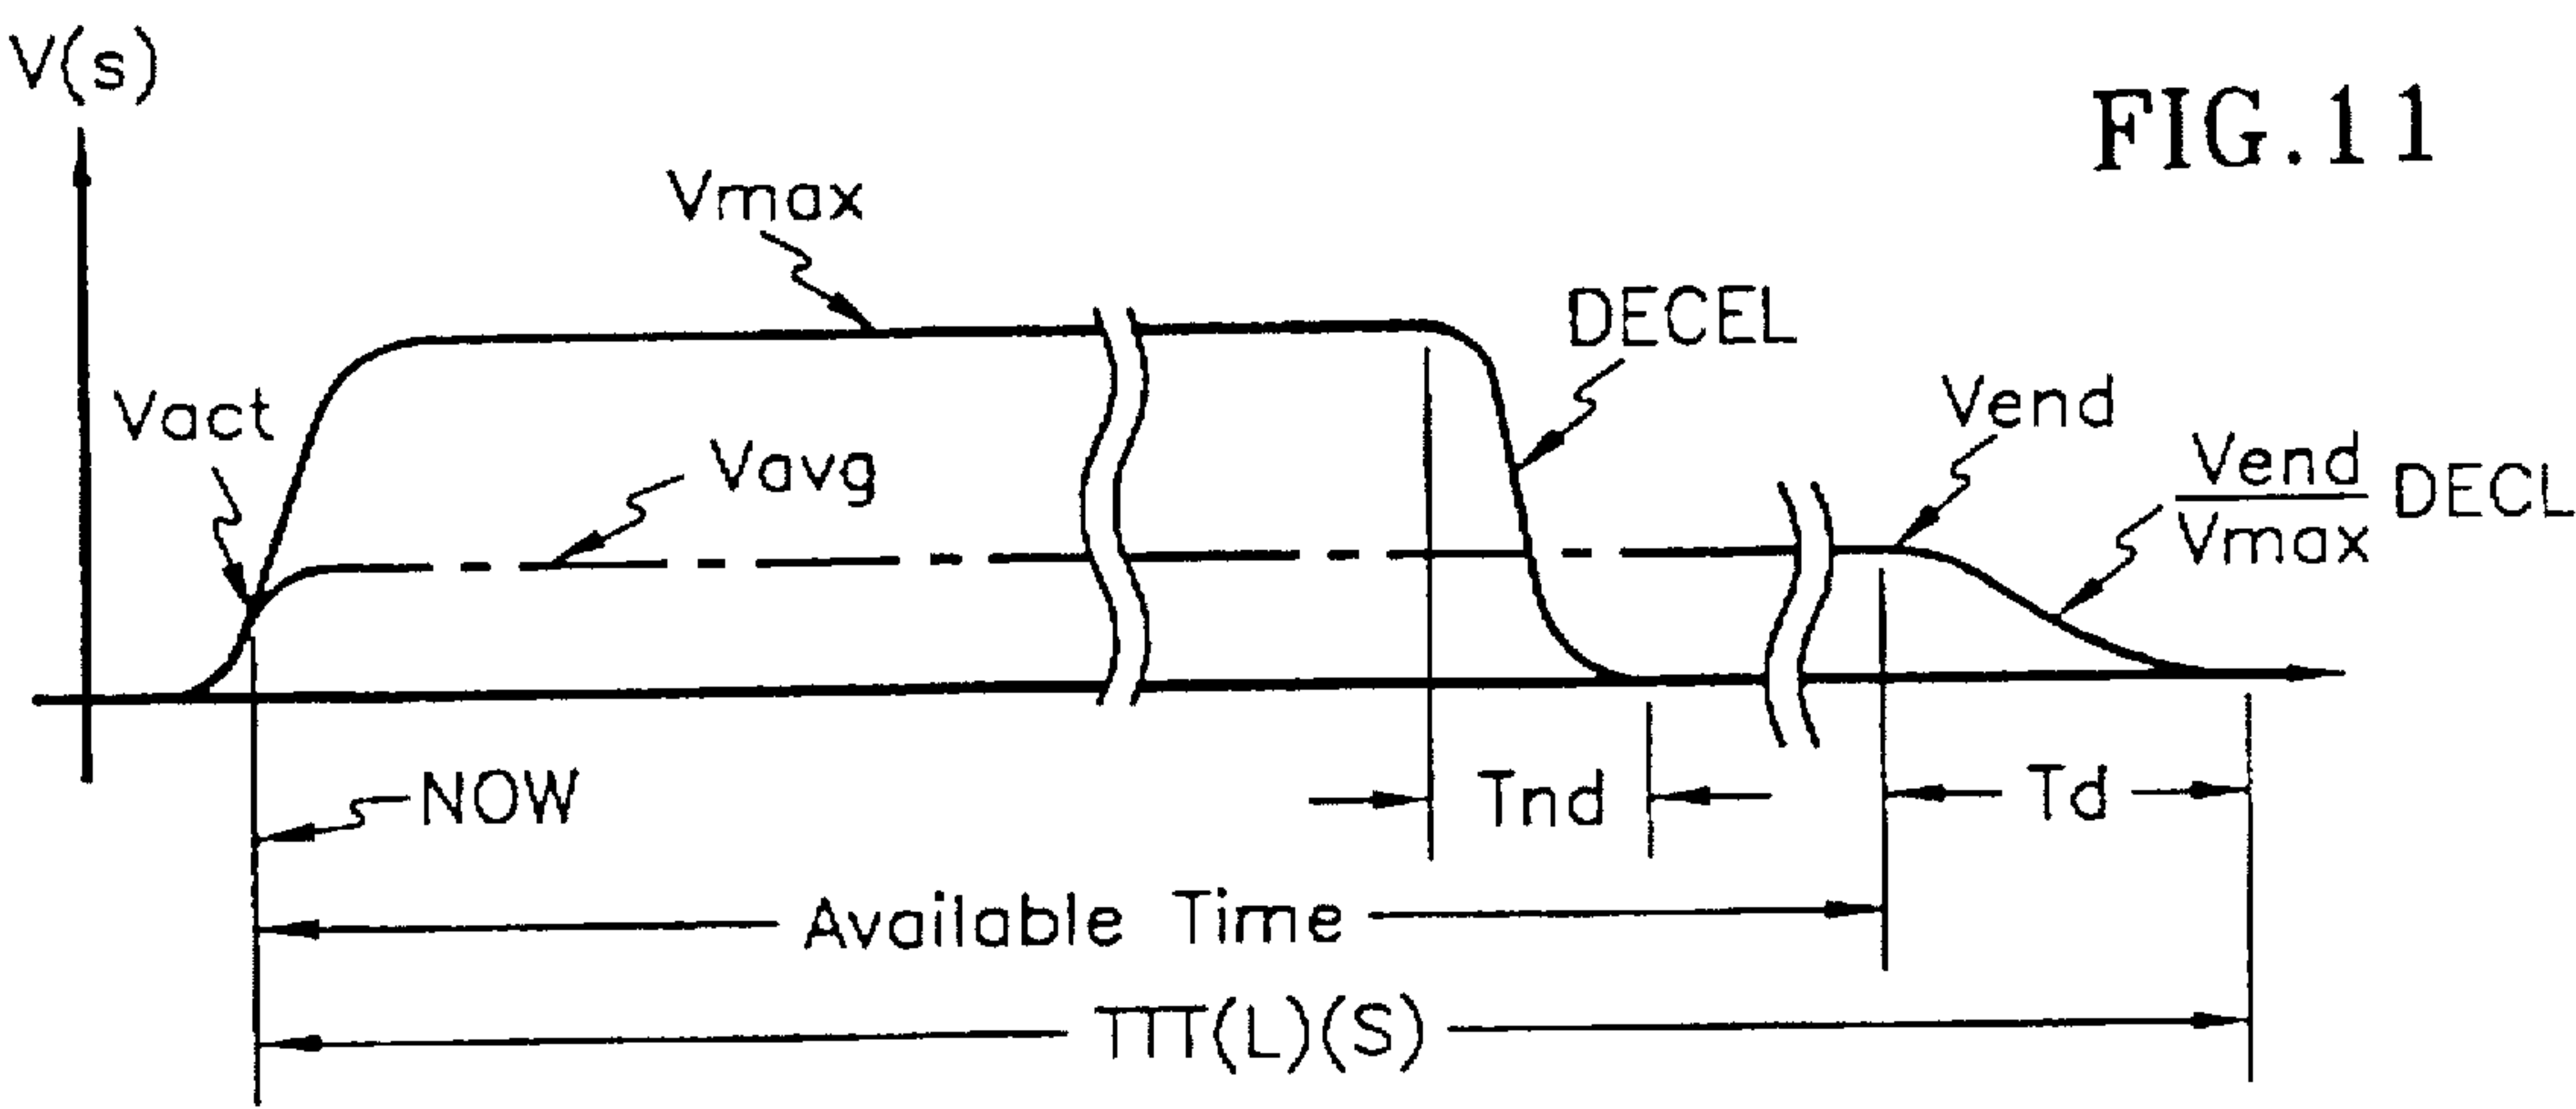 V(s)
FIG.11
Vmax
DECEL
Vact
Vavg
Vend
Vend
Vmax
DECL
NOW
Tnd
Td
Available Time
TTT(L)(S)